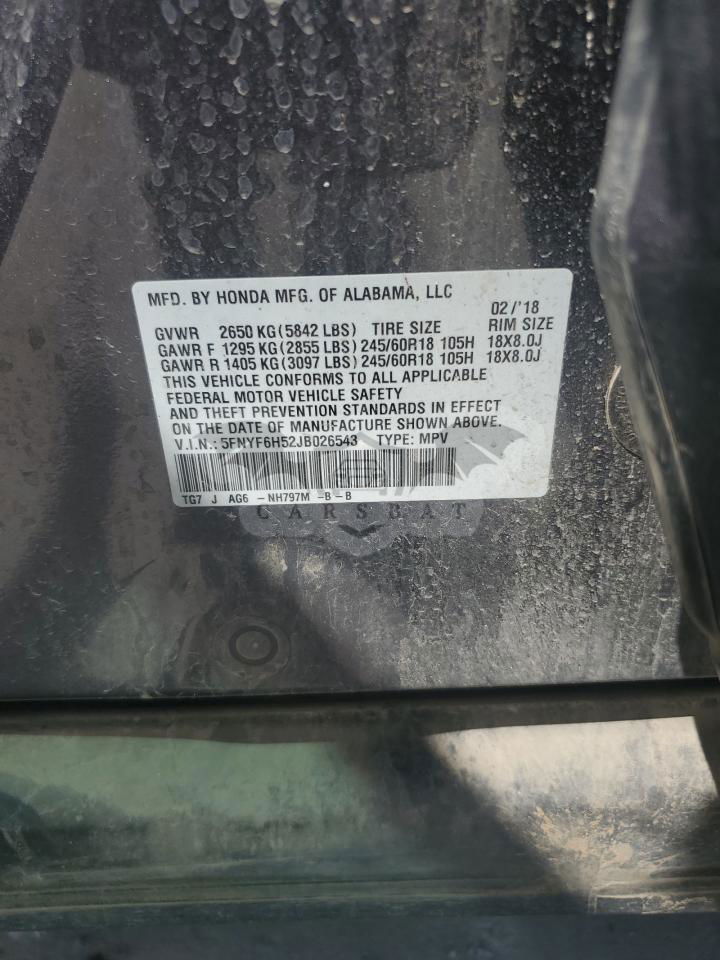 MFD. BY HONDA MFG. OF ALABAMA, LLC 02/'18
GVWR 2650 KG(5842 LBS) TIRE SIZE RIM SIZE
GAWR F 1295 KG(2855 LBS)245/60R18 105H 18X8.0J
GAWR R 1405 KG(3097 LBS)245/60R18 105H 18X8.0J
THIS VEHICLE CONFORMS TO ALL APPLICABLE
FEDERAL MOTOR VEHICLE SAFETY
AND THEFT PREVENTION STANDARDS IN EFFECT
ON THE DATE OF MANUFACTURE SHOWN ABOVE.
V.I.N.: 5FNYF6H52JB026543 TYPE: MPV
TG7 J AG6 -NH797M -B-B
CARSBAT